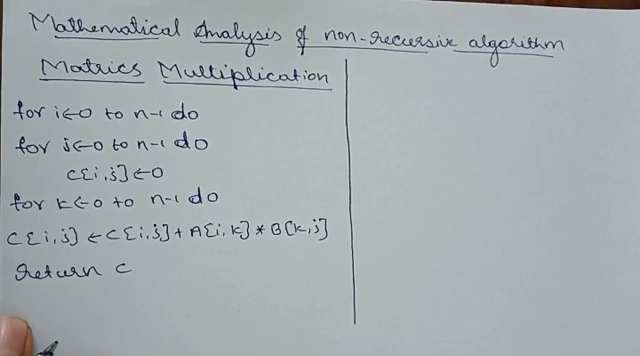 Mathematical Analysis of non-recursive algorithm
Matrics Multiplication
for i←0 to n-1 do
for j←0 to n-1 do
C[i,j]←0
for k←0 to n-1 do
C[i,j] ← C[i,j] + A[i,k] * B[k,j]
return C